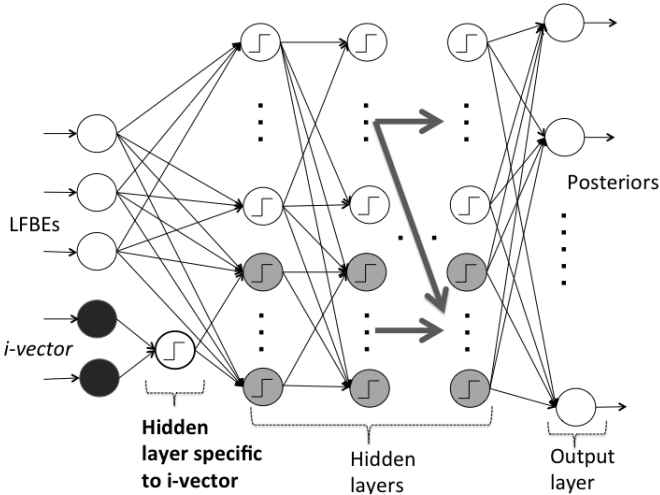 LFBEs
i-vector
Posteriors
Hidden
layer specific
to i-vector
Hidden
layers
Output
layer